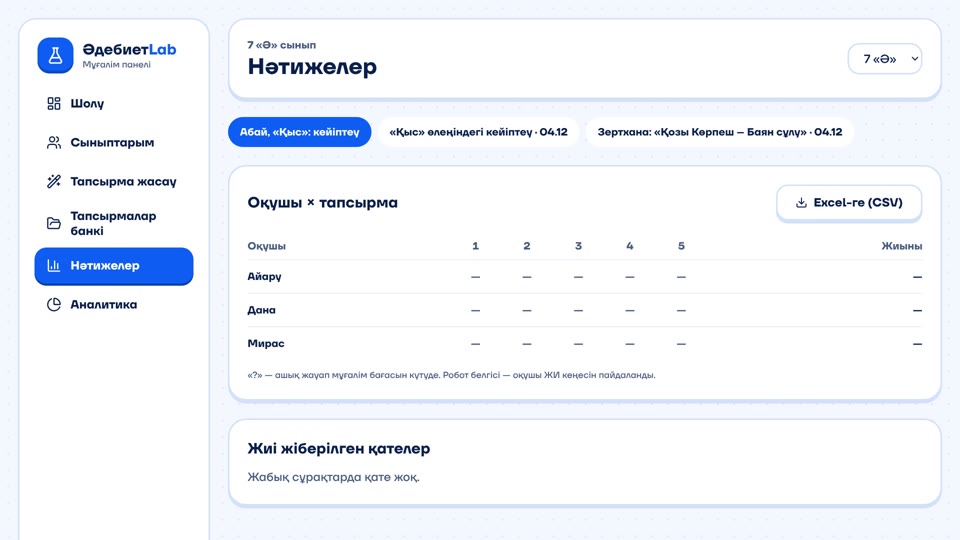 ӘдебиетLab
Мұғалім панелі
Шолу
Сыныптарым
Тапсырма жасау
Тапсырмалар
банкі
Нәтижелер
Аналитика
7 «Ә» сынып
Нәтижелер
7 «Ә»
Абай, «Қыс»: кейіптеу
«Қыс» өлеңіндегі кейіптеу · 04.12
Зертхана: «Қозы Көрпеш – Баян сұлу» · 04.12
Оқушы × тапсырма
Excel-ге (CSV)
Оқушы 1 2 3 4 5 Жиыны
Айару — — — — — —
Дана — — — — — —
Мирас — — — — — —
«?» — ашық жауап мұғалім бағасын күтуде. Робот белгісі — оқушы ЖИ кеңесін пайдаланды.
Жиі жіберілген қателер
Жабық сұрақтарда қате жоқ.